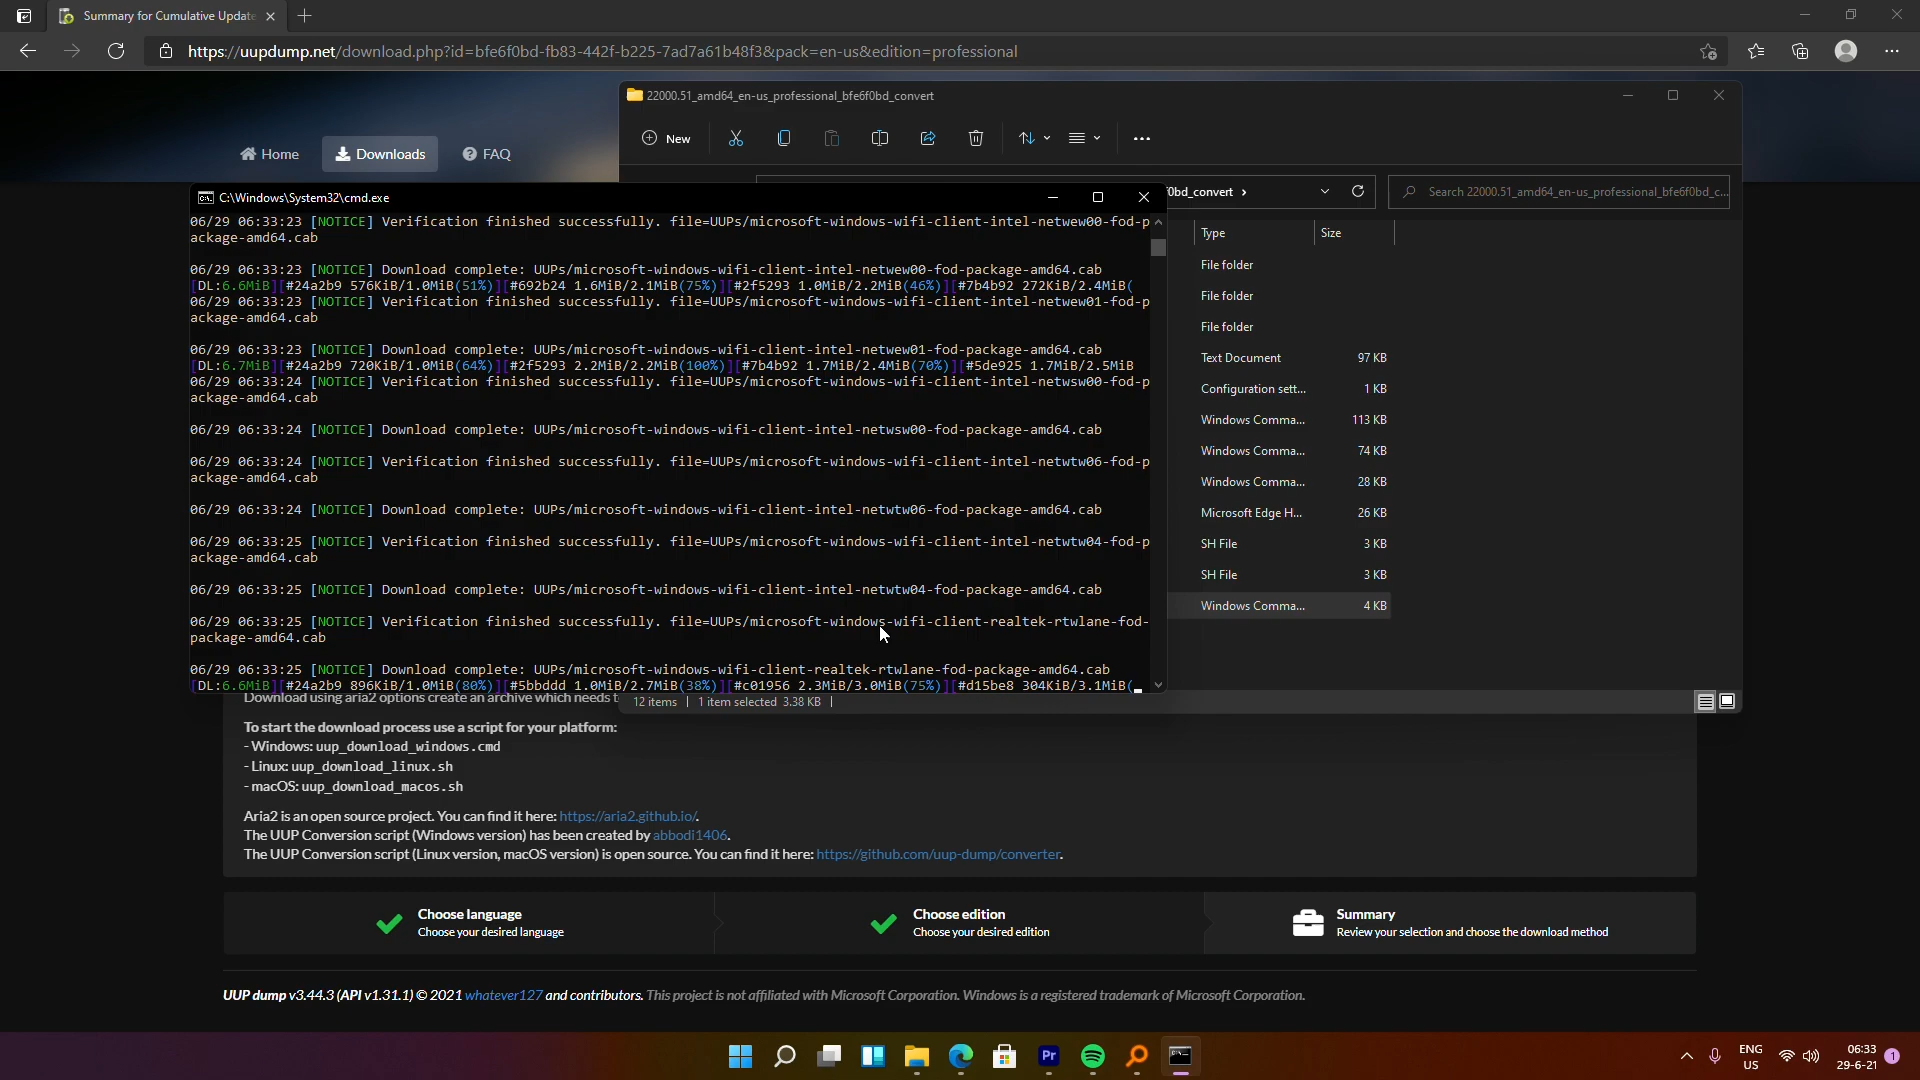 Summary for Cumulative Update
https://uupdump.net/download.php?id=bfe6f0bd-fb83-442f-b225-7ad7a61b48f3&pack=en-us&edition=professional
22000.51_amd64_en-us_professional_bfe6f0bd_convert
New
Home
Downloads
FAQ
0bd_convert
Search 22000.51_amd64_en-us_professional_bfe6f0bd_c...
Type
Size
File folder
File folder
File folder
Text Document 97 KB
Configuration sett... 1 KB
Windows Comma... 113 KB
Windows Comma... 74 KB
Windows Comma... 28 KB
Microsoft Edge H... 26 KB
SH File 3 KB
SH File 3 KB
Windows Comma... 4 KB
C:\Windows\System32\cmd.exe
06/29 06:33:23 [NOTICE] Verification finished successfully. file=UUPs/microsoft-windows-wifi-client-intel-netwew00-fod-p
ackage-amd64.cab
06/29 06:33:23 [NOTICE] Download complete: UUPs/microsoft-windows-wifi-client-intel-netwew00-fod-package-amd64.cab
[DL:6.6MiB][#24a2b9 576KiB/1.0MiB(51%)][#692b24 1.6MiB/2.1MiB(75%)][#2f5293 1.0MiB/2.2MiB(46%)][#7b4b92 272KiB/2.4MiB(
06/29 06:33:23 [NOTICE] Verification finished successfully. file=UUPs/microsoft-windows-wifi-client-intel-netwew01-fod-p
ackage-amd64.cab
06/29 06:33:23 [NOTICE] Download complete: UUPs/microsoft-windows-wifi-client-intel-netwew01-fod-package-amd64.cab
[DL:6.7MiB][#24a2b9 720KiB/1.0MiB(64%)][#2f5293 2.2MiB/2.2MiB(100%)][#7b4b92 1.7MiB/2.4MiB(70%)][#5de925 1.7MiB/2.5MiB
06/29 06:33:24 [NOTICE] Verification finished successfully. file=UUPs/microsoft-windows-wifi-client-intel-netwsw00-fod-p
ackage-amd64.cab
06/29 06:33:24 [NOTICE] Download complete: UUPs/microsoft-windows-wifi-client-intel-netwsw00-fod-package-amd64.cab
06/29 06:33:24 [NOTICE] Verification finished successfully. file=UUPs/microsoft-windows-wifi-client-intel-netwtw06-fod-p
ackage-amd64.cab
06/29 06:33:24 [NOTICE] Download complete: UUPs/microsoft-windows-wifi-client-intel-netwtw06-fod-package-amd64.cab
06/29 06:33:25 [NOTICE] Verification finished successfully. file=UUPs/microsoft-windows-wifi-client-intel-netwtw04-fod-p
ackage-amd64.cab
06/29 06:33:25 [NOTICE] Download complete: UUPs/microsoft-windows-wifi-client-intel-netwtw04-fod-package-amd64.cab
06/29 06:33:25 [NOTICE] Verification finished successfully. file=UUPs/microsoft-windows-wifi-client-realtek-rtwlane-fod-
package-amd64.cab
06/29 06:33:25 [NOTICE] Download complete: UUPs/microsoft-windows-wifi-client-realtek-rtwlane-fod-package-amd64.cab
[DL:6.6MiB][#24a2b9 896KiB/1.0MiB(80%)][#5bbddd 1.0MiB/2.7MiB(38%)][#c01956 2.3MiB/3.0MiB(75%)][#d15be8 304KiB/3.1MiB(
12 items | 1 item selected 3.38 KB |
Download using aria2 options create an archive which needs t
To start the download process use a script for your platform:
- Windows: uup_download_windows.cmd
- Linux: uup_download_linux.sh
- macOS: uup_download_macos.sh
Aria2 is an open source project. You can find it here: https://aria2.github.io/.
The UUP Conversion script (Windows version) has been created by abbodi1406.
The UUP Conversion script (Linux version, macOS version) is open source. You can find it here: https://github.com/uup-dump/converter.
Choose language
Choose your desired language
Choose edition
Choose your desired edition
Summary
Review your selection and choose the download method
UUP dump v3.44.3 (API v1.31.1) © 2021 whatever127 and contributors. This project is not affiliated with Microsoft Corporation. Windows is a registered trademark of Microsoft Corporation.
Pr
ENG
US
06:33
29-6-21
1